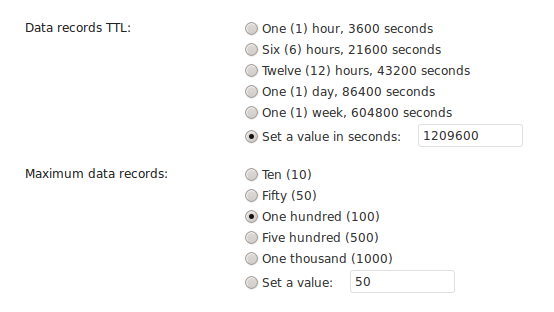 Data records TTL:
One (1) hour, 3600 seconds
Six (6) hours, 21600 seconds
Twelve (12) hours, 43200 seconds
One (1) day, 86400 seconds
One (1) week, 604800 seconds
Set a value in seconds: 1209600
Maximum data records:
Ten (10)
Fifty (50)
One hundred (100)
Five hundred (500)
One thousand (1000)
Set a value: 50